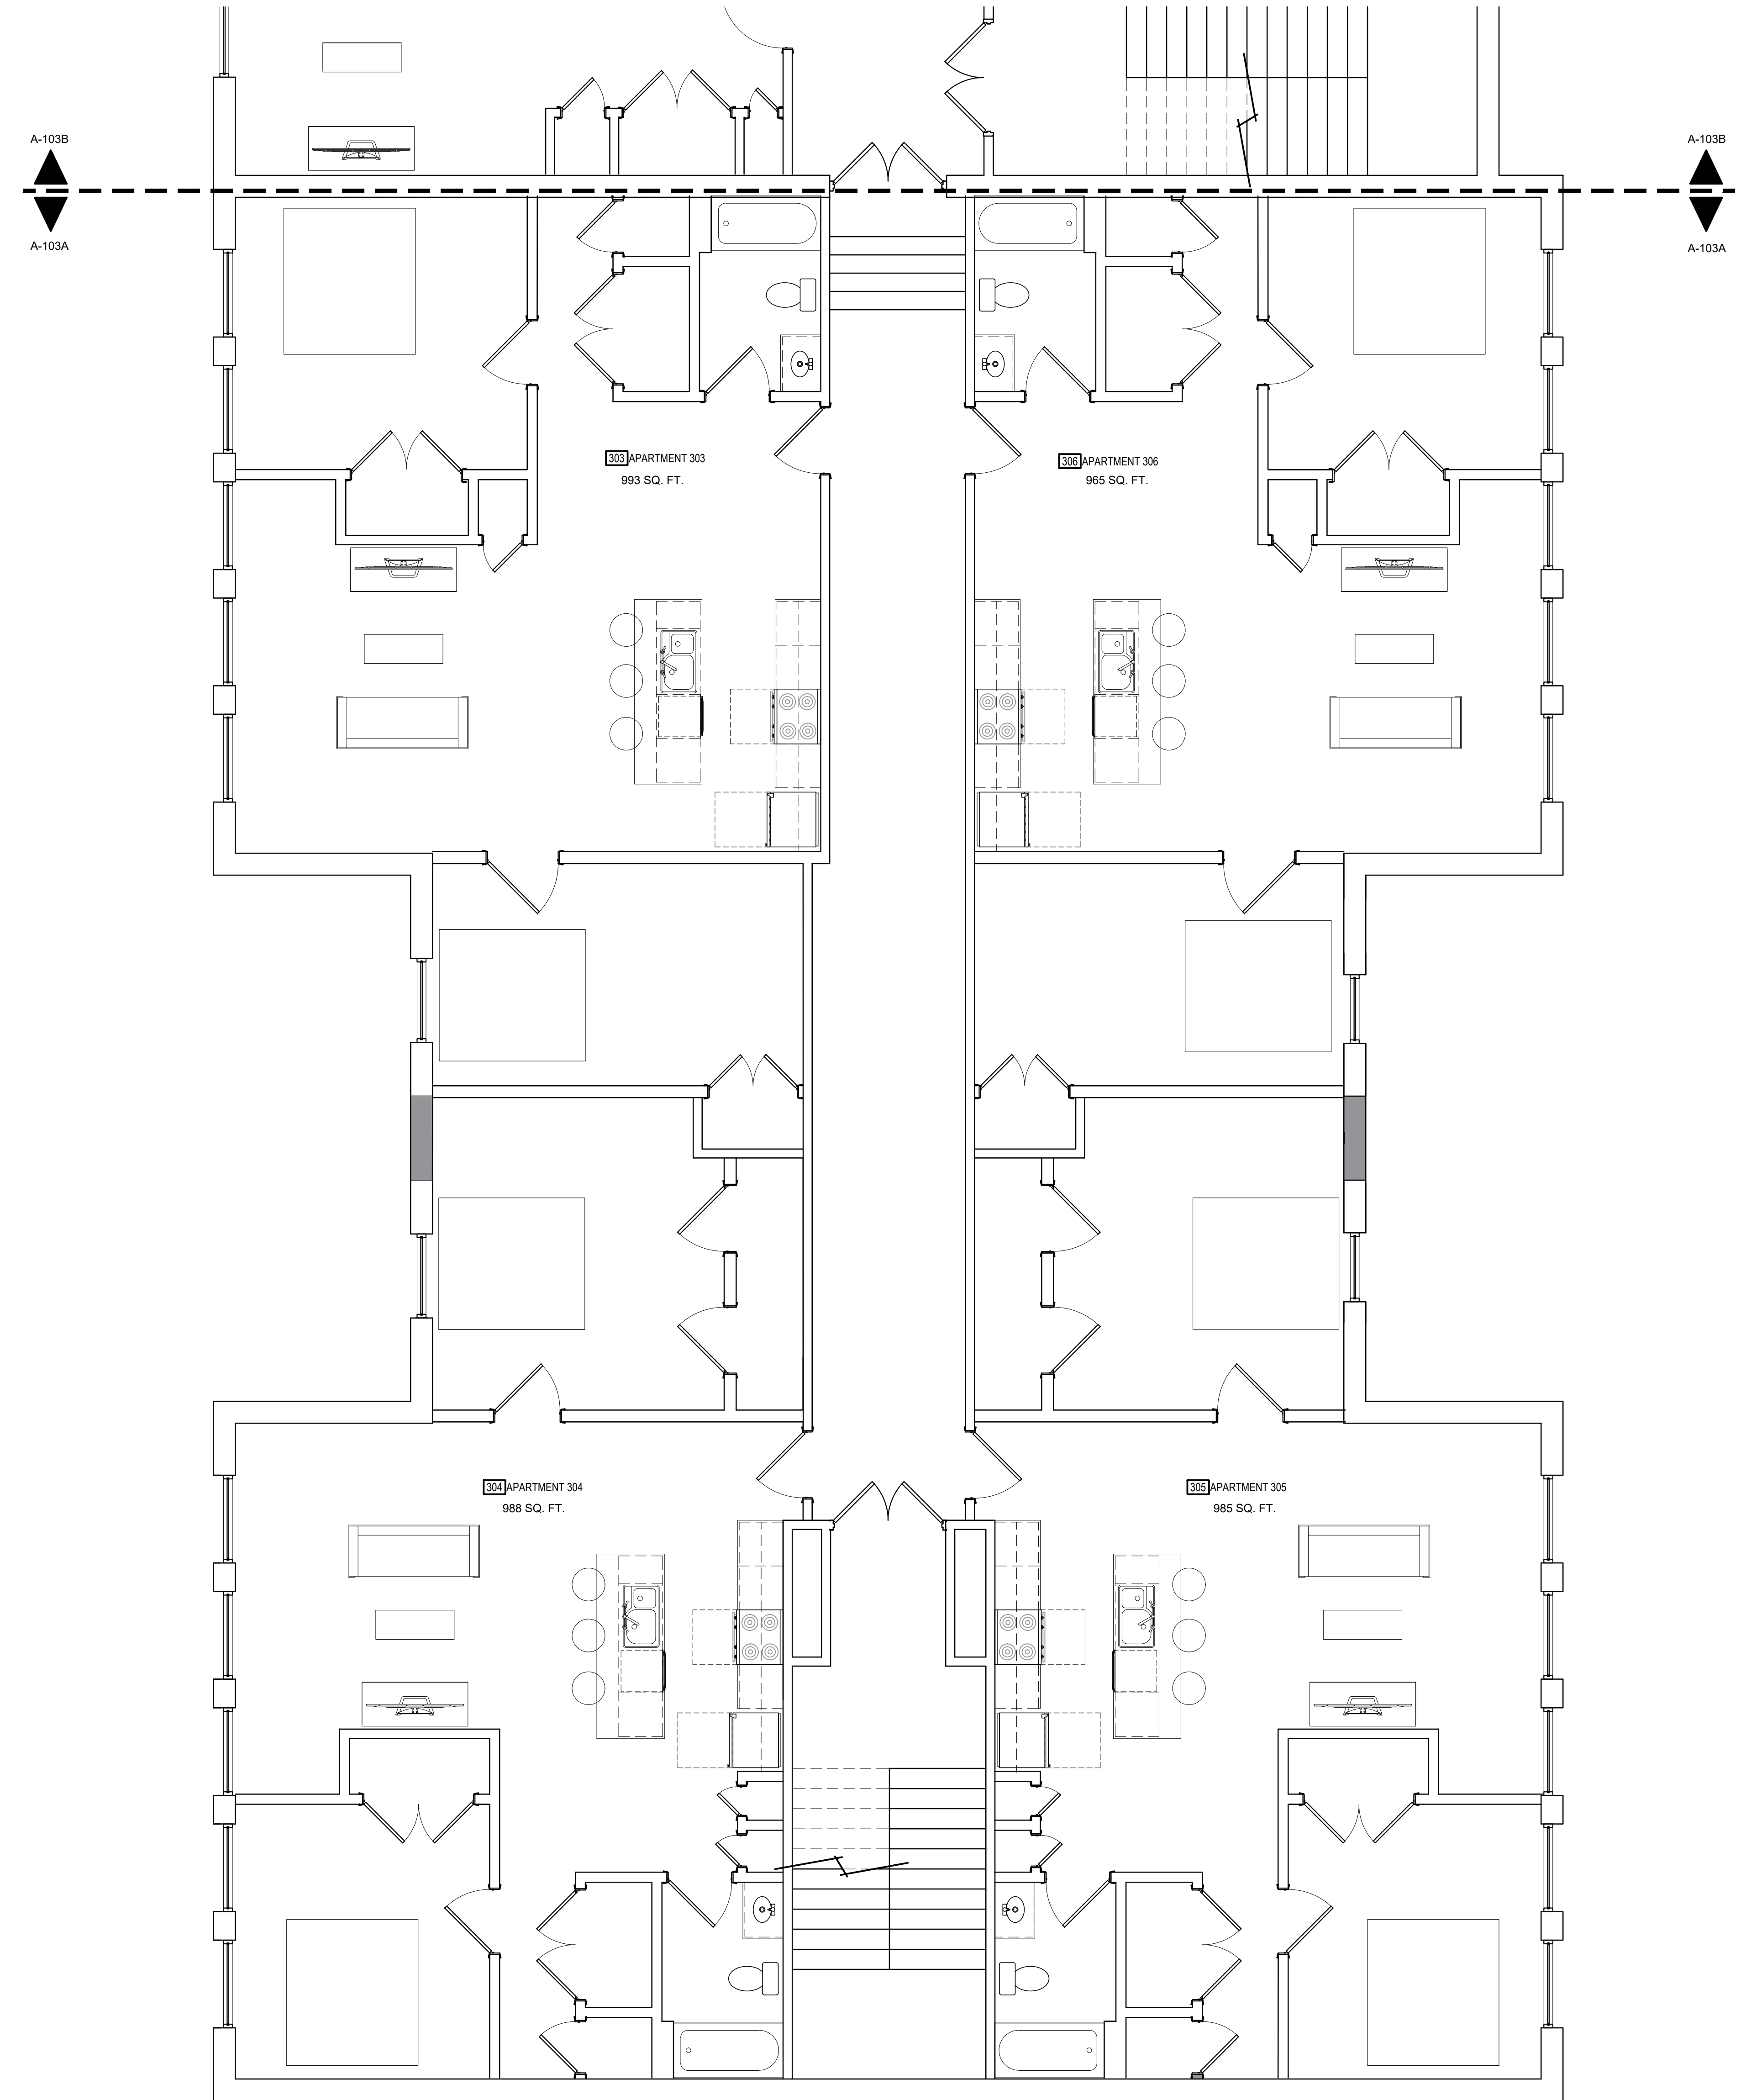 A-103B
A-103B
A-103A
A-103A
303 APARTMENT 303
993 SQ. FT.
306 APARTMENT 306
965 SQ. FT.
304 APARTMENT 304
988 SQ. FT.
305 APARTMENT 305
985 SQ. FT.